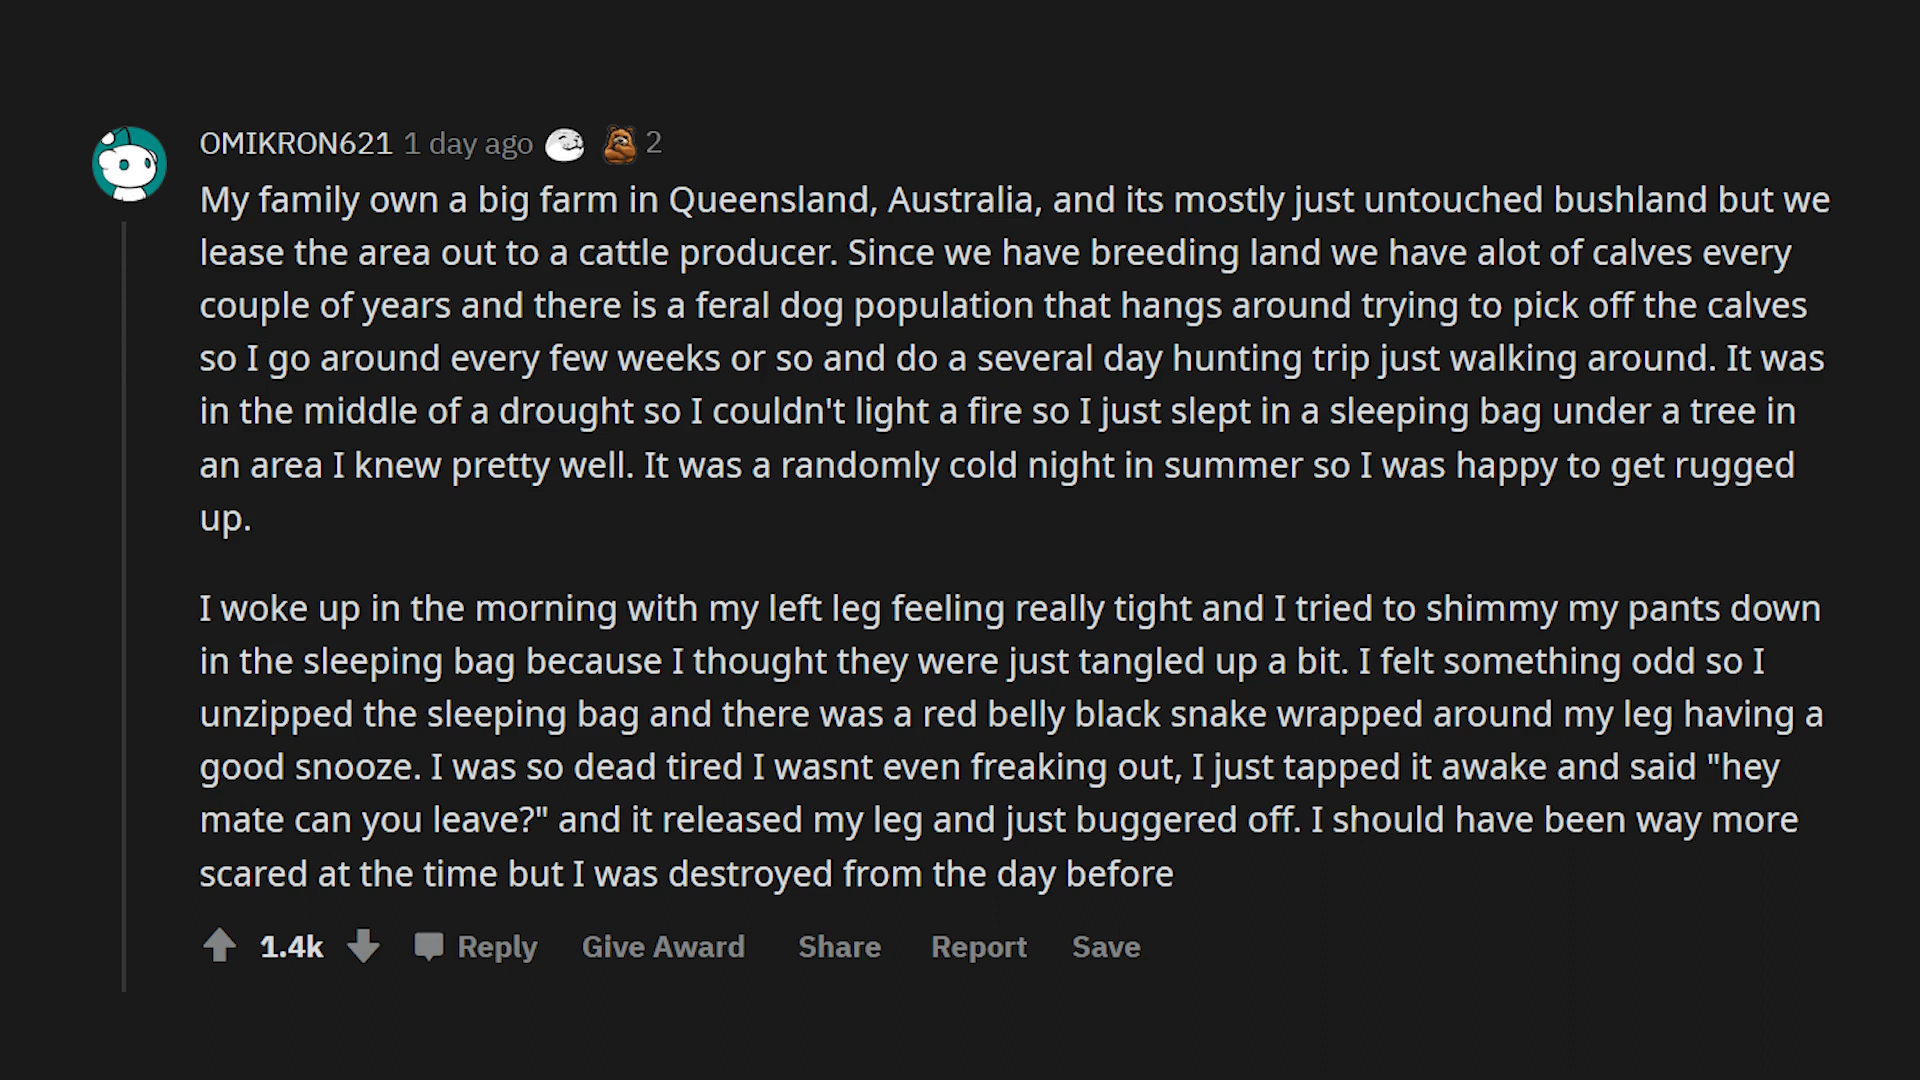 OMIKRON621 1 day ago 2
My family own a big farm in Queensland, Australia, and its mostly just untouched bushland but we
lease the area out to a cattle producer. Since we have breeding land we have alot of calves every
couple of years and there is a feral dog population that hangs around trying to pick off the calves
so I go around every few weeks or so and do a several day hunting trip just walking around. It was
in the middle of a drought so I couldn't light a fire so I just slept in a sleeping bag under a tree in
an area I knew pretty well. It was a randomly cold night in summer so I was happy to get rugged
up.
I woke up in the morning with my left leg feeling really tight and I tried to shimmy my pants down
in the sleeping bag because I thought they were just tangled up a bit. I felt something odd so I
unzipped the sleeping bag and there was a red belly black snake wrapped around my leg having a
good snooze. I was so dead tired I wasnt even freaking out, I just tapped it awake and said "hey
mate can you leave?" and it released my leg and just buggered off. I should have been way more
scared at the time but I was destroyed from the day before
1.4k Reply Give Award Share Report Save